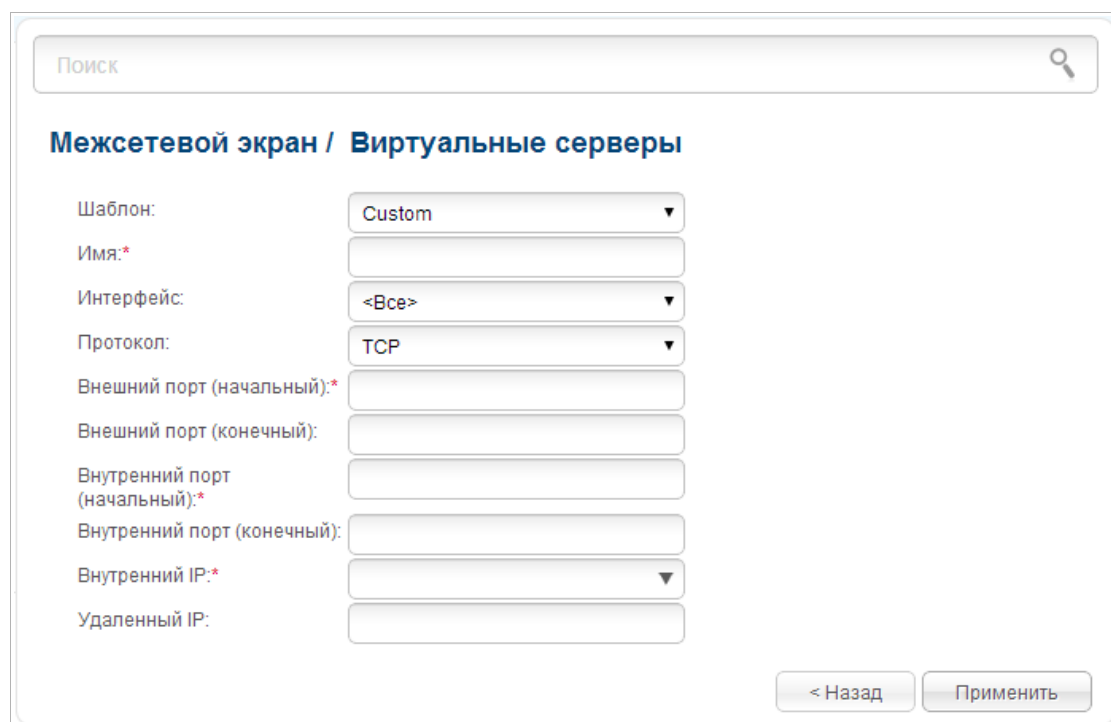 Поиск
Межсетевой экран / Виртуальные серверы
Шаблон:
Custom
Имя:*
Интерфейс:
<Все>
Протокол:
TCP
Внешний порт (начальный):*
Внешний порт (конечный):
Внутренний порт
(начальный):*
Внутренний порт (конечный):
Внутренний IP:*
Удаленный IP:
< Назад
Применить